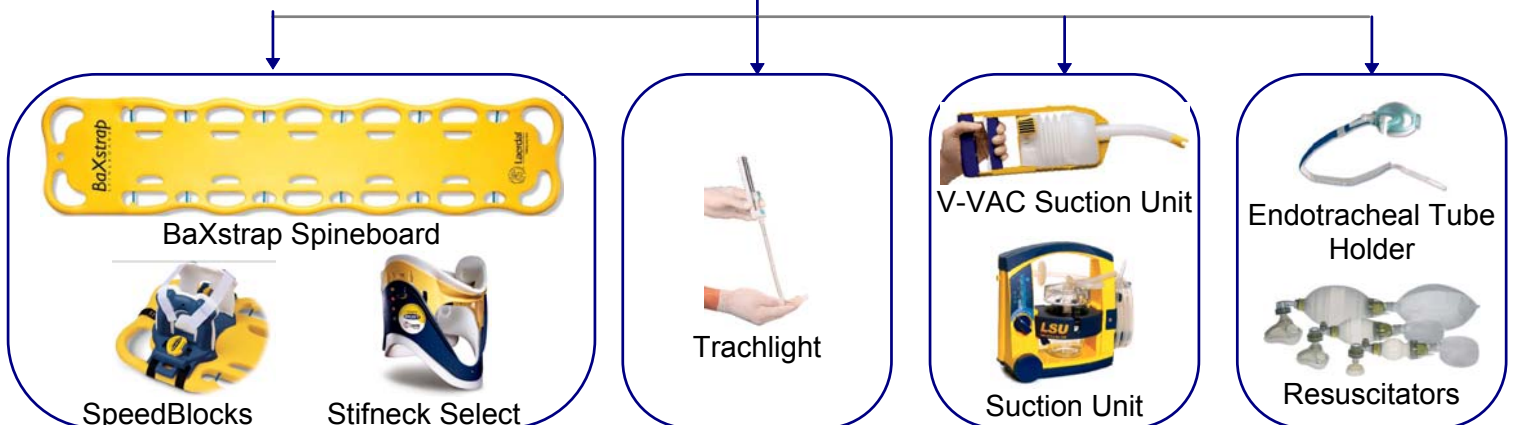 BaXstrap
Laerdal
BaXstrap Spineboard
SpeedBlocks
Stifneck Select
Trachlight
V-VAC Suction Unit
LSU
Suction Unit
Endotracheal Tube
Holder
Resuscitators